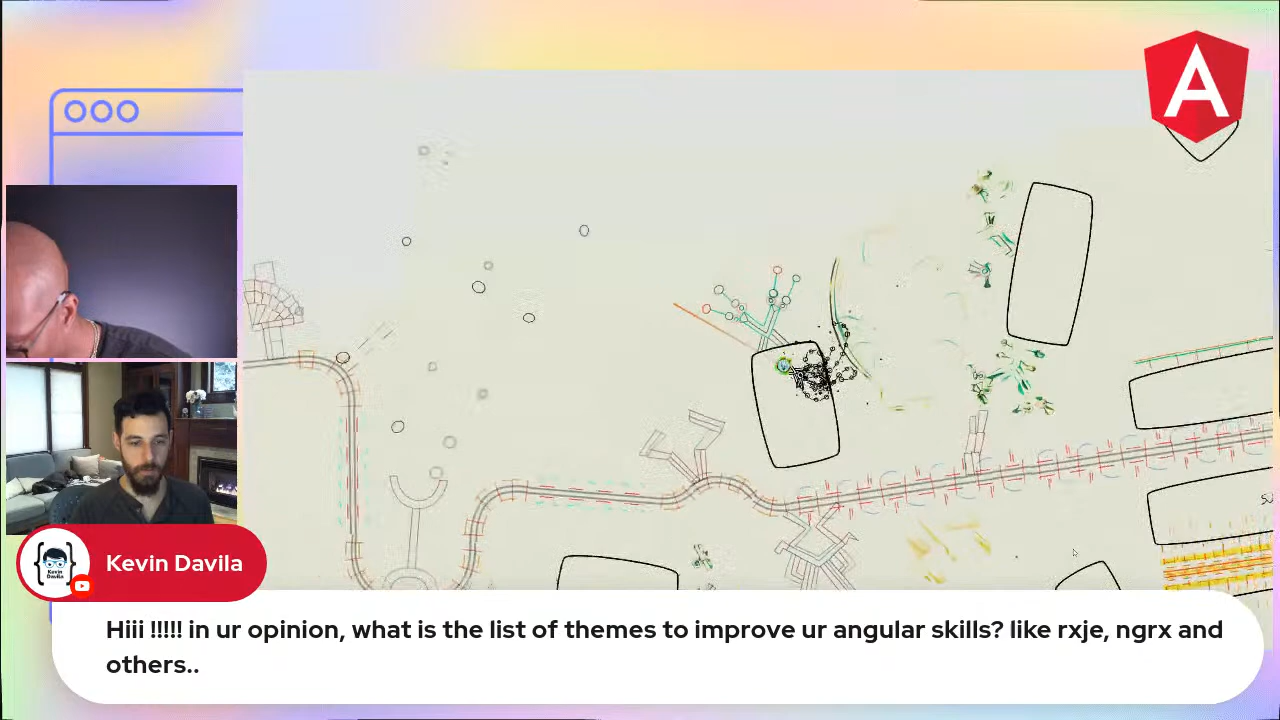 A
Kevin Davila
Hiii !!!!! in ur opinion, what is the list of themes to improve ur angular skills? like rxje, ngrx and
others..